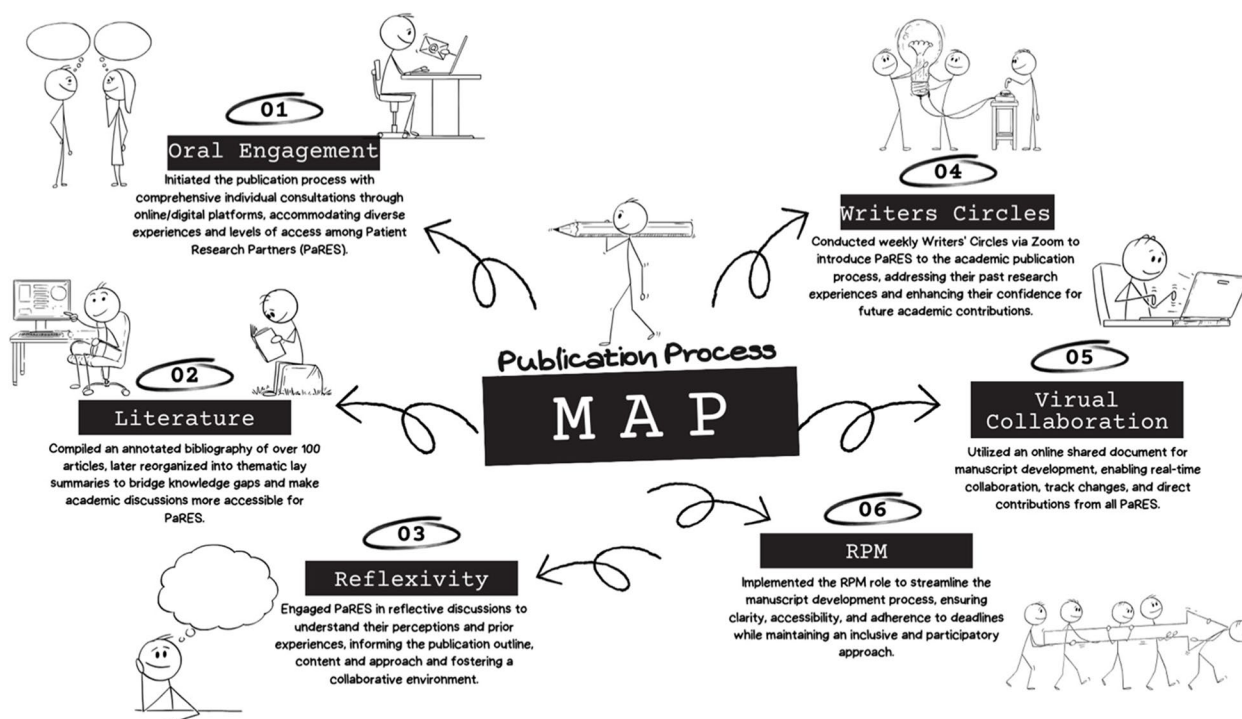 01
Oral Engagement
Initiated the publication process with
comprehensive individual consultations through
online/digital platforms, accommodating diverse
experiences and levels of access among Patient
Research Partners (PaRES).
02
Literature
Compiled an annotated bibliography of over 100
articles, later reorganized into thematic lay
summaries to bridge knowledge gaps and make
academic discussions more accessible for
PaRES.
03
Reflexivity
Engaged PaRES in reflective discussions to
understand their perceptions and prior
experiences, informing the publication outline,
content and approach and fostering a
collaborative environment.
Publication Process
MAP
04
Writers Circles
Conducted weekly Writers' Circles via Zoom to
introduce PaRES to the academic publication
process, addressing their past research
experiences and enhancing their confidence for
future academic contributions.
05
Virual
Collaboration
Utilized an online shared document for
manuscript development, enabling real-time
collaboration, track changes, and direct
contributions from all PaRES.
06
RPM
Implemented the RPM role to streamline the
manuscript development process, ensuring
clarity, accessibility, and adherence to deadlines
while maintaining an inclusive and participatory
approach.